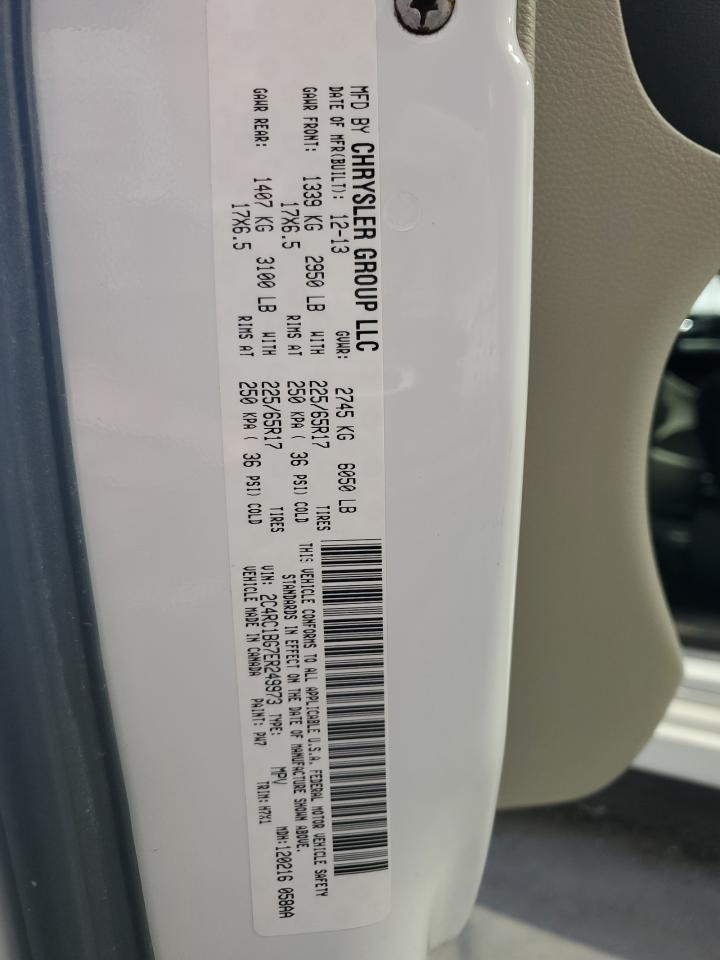 MFD BY CHRYSLER GROUP LLC
DATE OF MFR(BUILT): 12-13 GVWR: 2745 KG 6050 LB
GAWR FRONT: 1339 KG 2950 LB WITH 225/65R17 TIRES
17X6.5 RIMS AT 250 KPA ( 36 PSI) COLD
GAWR REAR: 1407 KG 3100 LB WITH 225/65R17 TIRES
17X6.5 RIMS AT 250 KPA ( 36 PSI) COLD
THIS VEHICLE CONFORMS TO ALL APPLICABLE U.S.A. FEDERAL MOTOR VEHICLE SAFETY
STANDARDS IN EFFECT ON THE DATE OF MANUFACTURE SHOWN ABOVE.
VIN: 2C4RC1BG7ER249973 TYPE: MPV MDH:120216 058AA
VEHICLE MADE IN CANADA PAINT: PW7 TRIM:H7X1